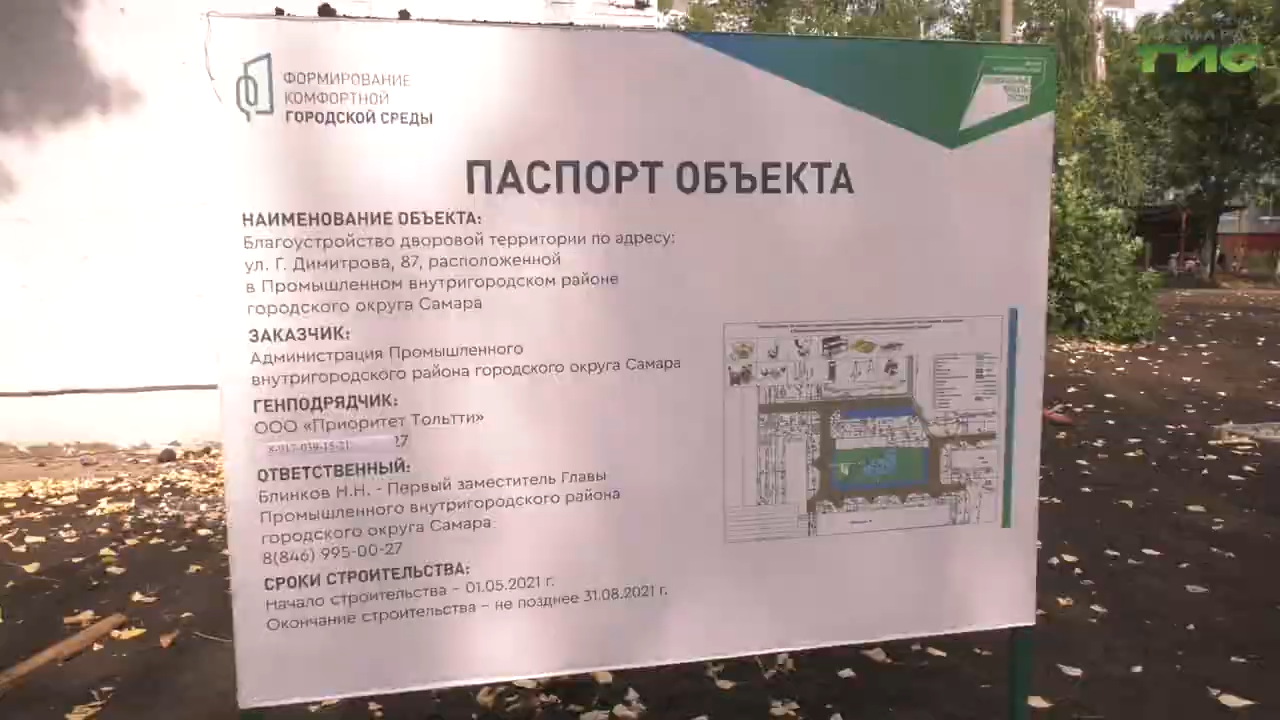 САМАРА
ТИС
ФОРМИРОВАНИЕ
КОМФОРТНОЙ
ГОРОДСКОЙ СРЕДЫ
ПАСПОРТ ОБЪЕКТА
НАИМЕНОВАНИЕ ОБЪЕКТА:
Благоустройство дворовой территории по адресу:
ул. Г. Димитрова, 87, расположенной
в Промышленном внутригородском районе
городского округа Самара
ЗАКАЗЧИК:
Администрация Промышленного
внутригородского района городского округа Самара
ГЕНПОДРЯДЧИК:
ООО «Приоритет Тольтти»
27
ОТВЕТСТВЕННЫЙ:
Блинков Н.Н. - Первый заместитель Главы
Промышленного внутригородского района
городского округа Самара
8(846) 995-00-27
СРОКИ СТРОИТЕЛЬСТВА:
Начало строительства – 01.05.2021 г.
Окончание строительства – не позднее 31.08.2021 г.